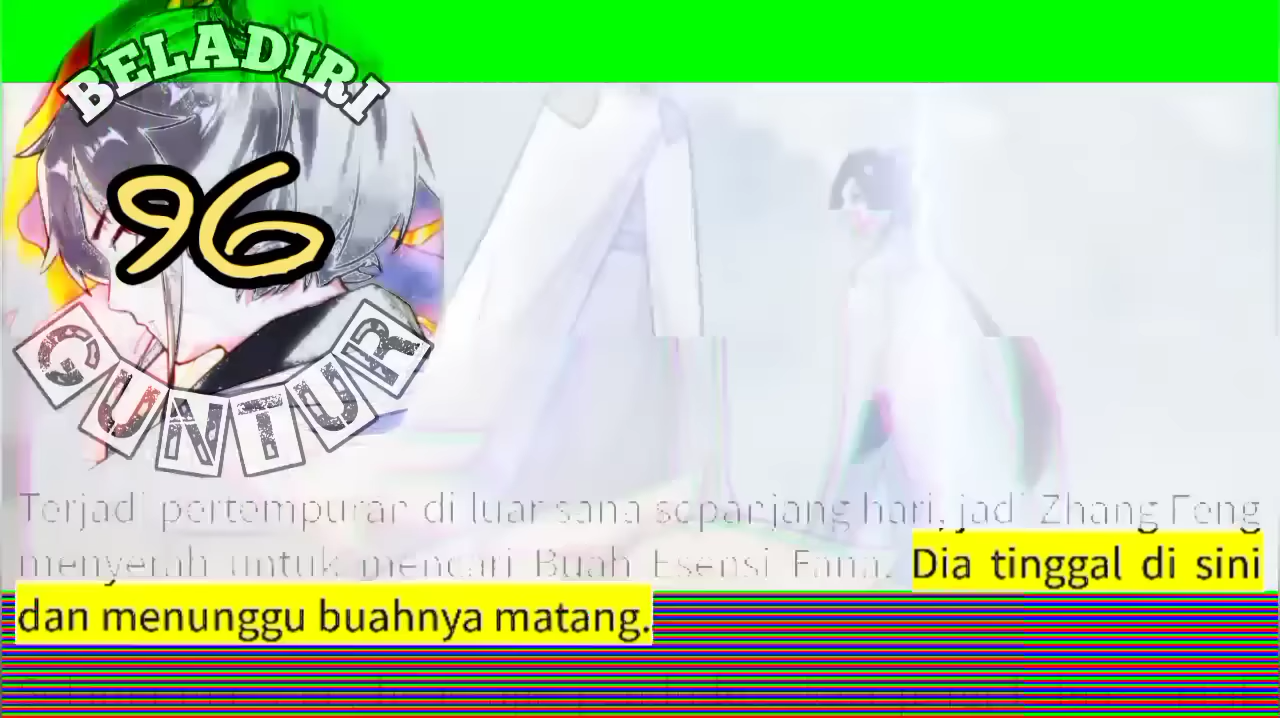 BELADIRI
96
GUNTUR
Terjadi pertempuran di luar sana sepanjang hari, jadi Zhang Feng
menyerah untuk mencari Buah Esensi Fana. Dia tinggal di sini
dan menunggu buahnya matang.